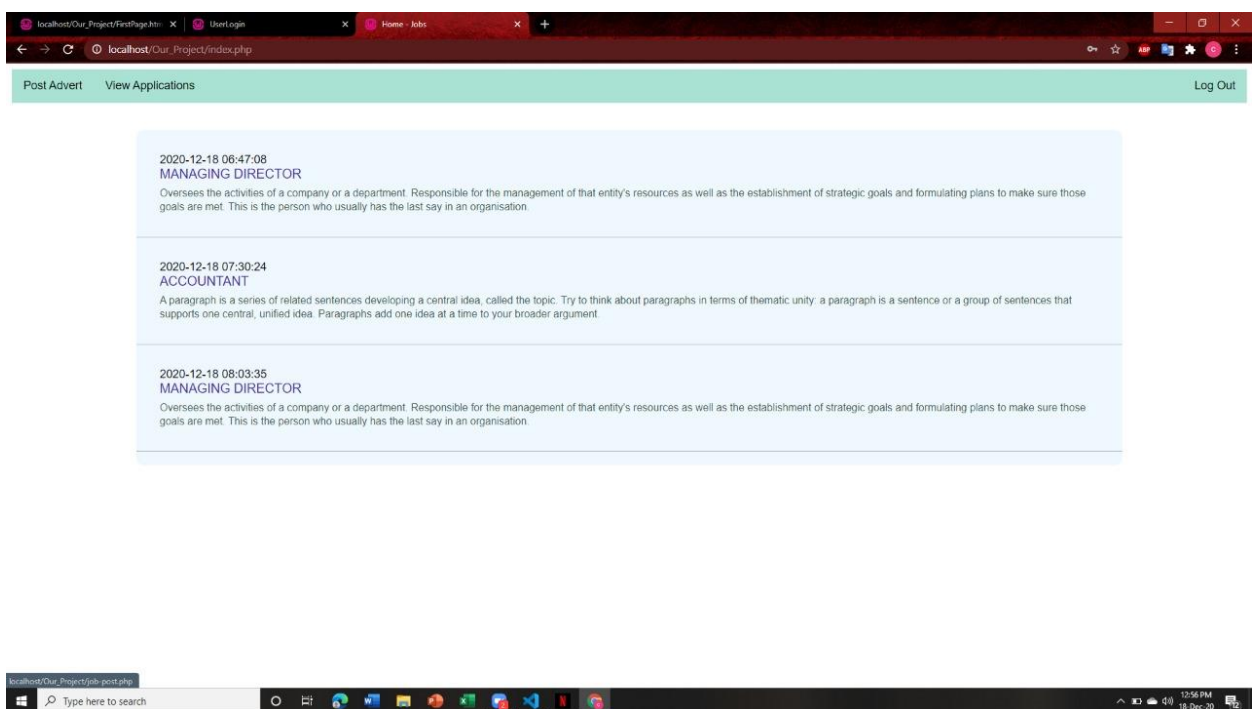 localhost/Our_Project/FirstPage.htm
UserLogin
Home - Jobs
localhost/Our_Project/index.php
ABP
C
Post Advert
View Applications
Log Out
2020-12-18 06:47:08
MANAGING DIRECTOR
Oversees the activities of a company or a department. Responsible for the management of that entity's resources as well as the establishment of strategic goals and formulating plans to make sure those
goals are met. This is the person who usually has the last say in an organisation.
2020-12-18 07:30:24
ACCOUNTANT
A paragraph is a series of related sentences developing a central idea, called the topic. Try to think about paragraphs in terms of thematic unity: a paragraph is a sentence or a group of sentences that
supports one central, unified idea. Paragraphs add one idea at a time to your broader argument.
2020-12-18 08:03:35
MANAGING DIRECTOR
Oversees the activities of a company or a department. Responsible for the management of that entity's resources as well as the establishment of strategic goals and formulating plans to make sure those
goals are met. This is the person who usually has the last say in an organisation.
localhost/Our_Project/job-post.php
Type here to search
12:56 PM
18-Dec-20